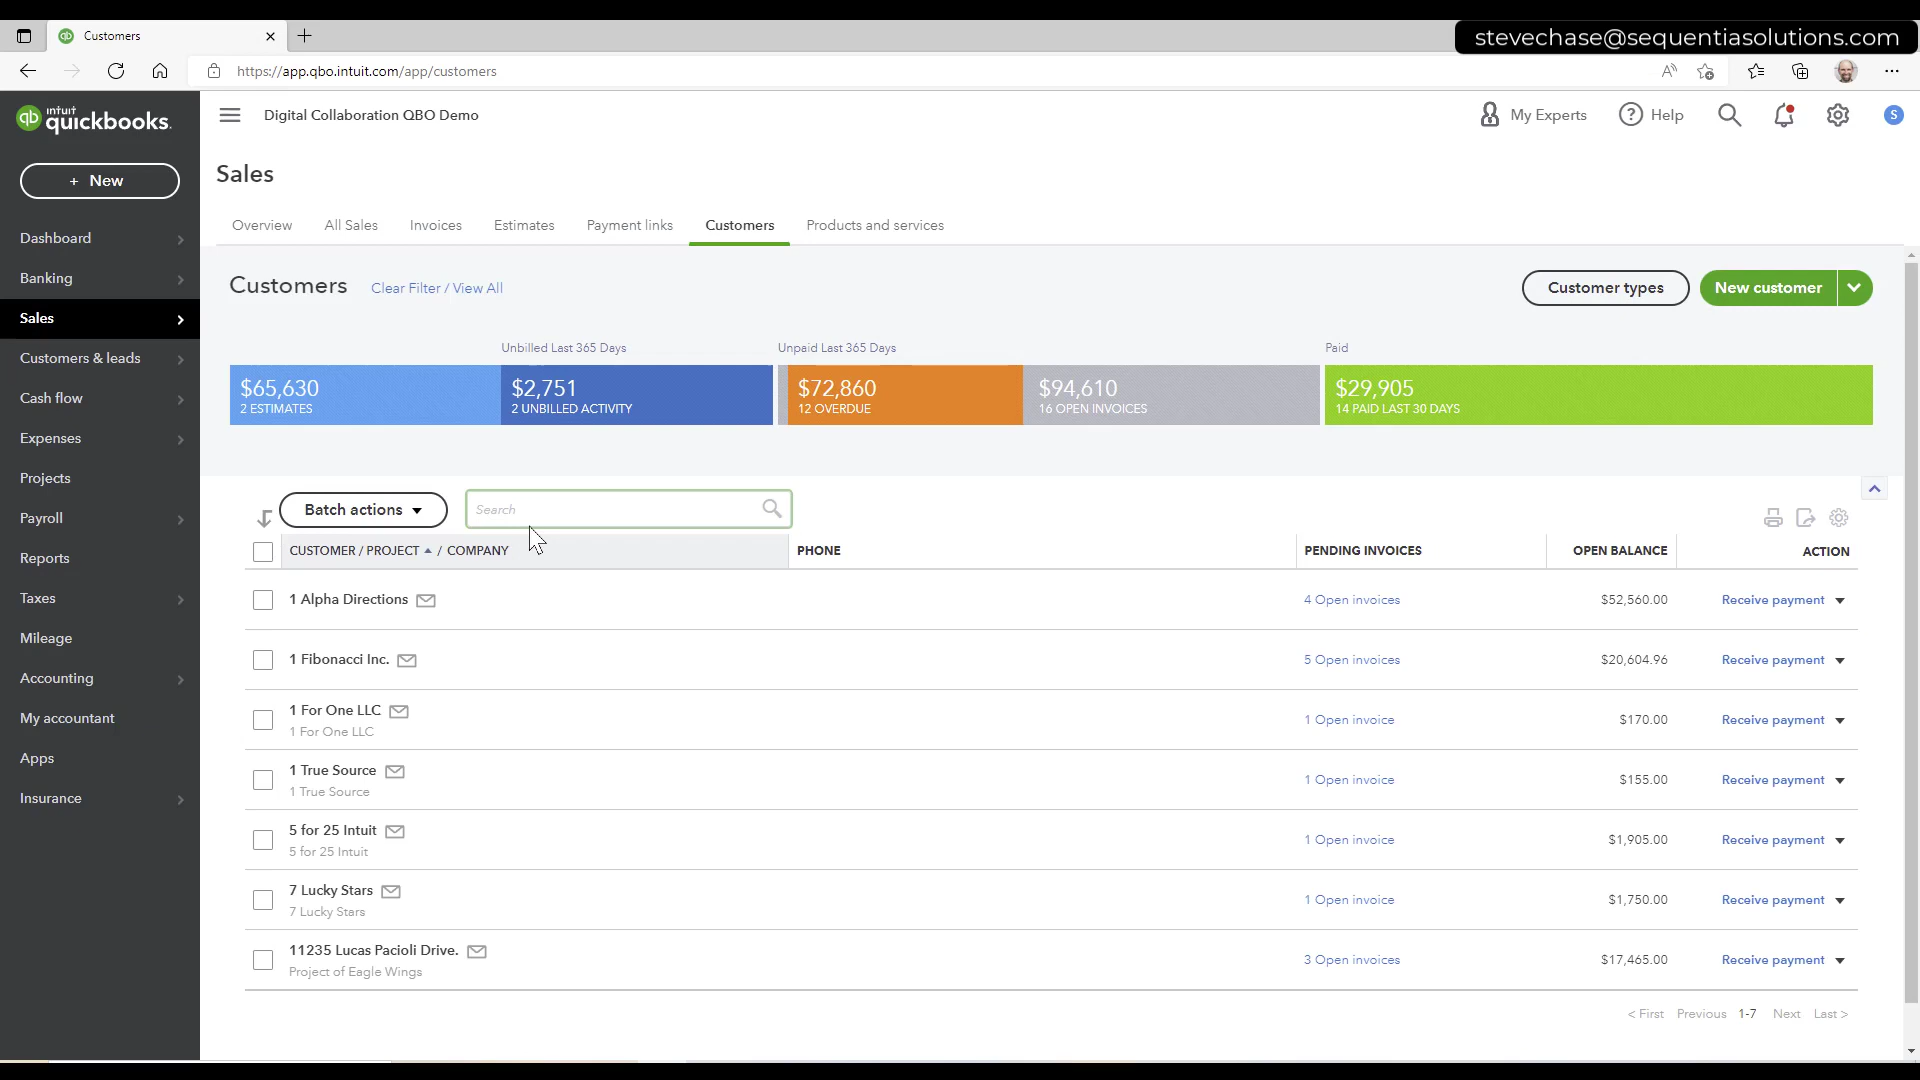 Customers
stevechase@sequentiasolutions.com
https://app.qbo.intuit.com/app/customers
intuit quickbooks.
Digital Collaboration QBO Demo
My Experts
Help
S
+ New
Dashboard
Banking
Sales
Customers & leads
Cash flow
Expenses
Projects
Payroll
Reports
Taxes
Mileage
Accounting
My accountant
Apps
Insurance
Sales
Overview All Sales Invoices Estimates Payment links Customers Products and services
Customers Clear Filter / View All
Customer types New customer
Unbilled Last 365 Days Unpaid Last 365 Days Paid
$65,630 $2,751 $72,860 $94,610 $29,905
2 ESTIMATES 2 UNBILLED ACTIVITY 12 OVERDUE 16 OPEN INVOICES 14 PAID LAST 30 DAYS
Batch actions Search
CUSTOMER / PROJECT / COMPANY PHONE PENDING INVOICES OPEN BALANCE ACTION
1 Alpha Directions 4 Open invoices $52,560.00 Receive payment
1 Fibonacci Inc. 5 Open invoices $20,604.96 Receive payment
1 For One LLC 1 Open invoice $170.00 Receive payment
1 For One LLC
1 True Source 1 Open invoice $155.00 Receive payment
1 True Source
5 for 25 Intuit 1 Open invoice $1,905.00 Receive payment
5 for 25 Intuit
7 Lucky Stars 1 Open invoice $1,750.00 Receive payment
7 Lucky Stars
11235 Lucas Pacioli Drive. 3 Open invoices $17,465.00 Receive payment
Project of Eagle Wings
< First Previous 1-7 Next Last >